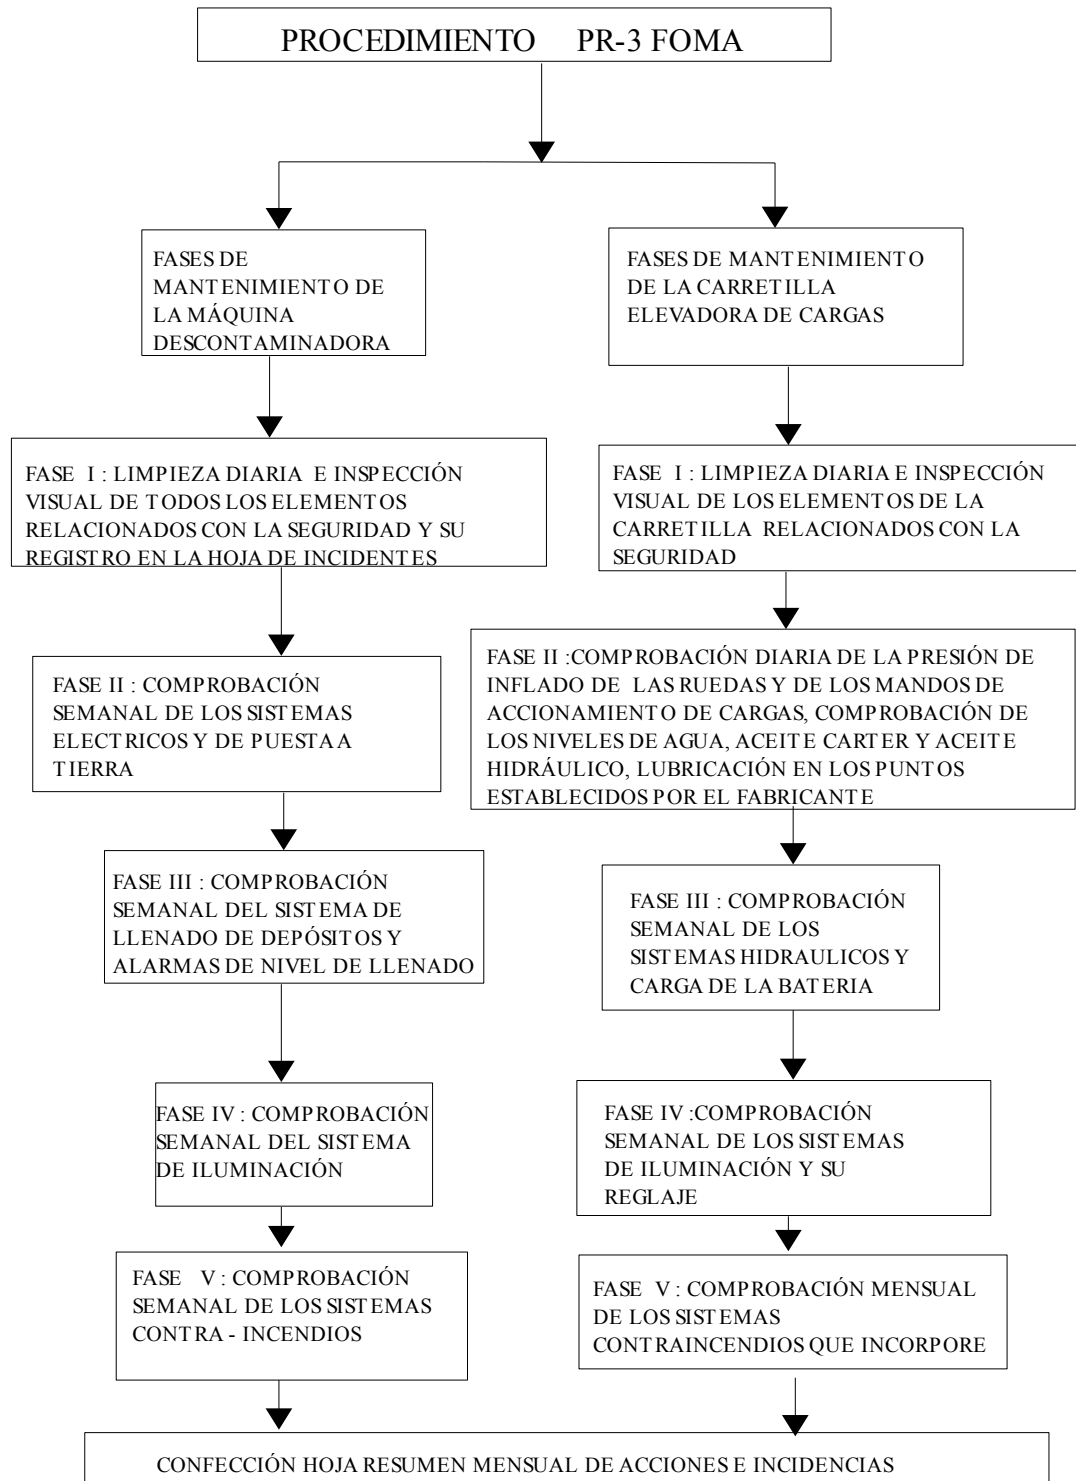 PROCEDIMIENTO PR-3 FOMA
FASES DE
MANTENIMIENTO DE
LA MÁQUINA
DESCONTAMINADORA
FASES DE MANTENIMIENTO
DE LA CARRETILLA
ELEVADORA DE CARGAS
FASE I : LIMPIEZA DIARIA E INSPECCIÓN
VISUAL DE TODOS LOS ELEMENTOS
RELACIONADOS CON LA SEGURIDAD Y SU
REGISTRO EN LA HOJA DE INCIDENTES
FASE I : LIMPIEZA DIARIA E INSPECCIÓN
VISUAL DE LOS ELEMENTOS DE LA
CARRETILLA RELACIONADOS CON LA
SEGURIDAD
FASE II : COMPROBACIÓN
SEMANAL DE LOS SISTEMAS
ELECTRICOS Y DE PUESTA A
TIERRA
FASE II :COMPROBACIÓN DIARIA DE LA PRESIÓN DE
INFLADO DE LAS RUEDAS Y DE LOS MANDOS DE
ACCIONAMIENTO DE CARGAS, COMPROBACIÓN DE
LOS NIVELES DE AGUA, ACEITE CARTER Y ACEITE
HIDRÁULICO, LUBRICACIÓN EN LOS PUNTOS
ESTABLECIDOS POR EL FABRICANTE
FASE III : COMPROBACIÓN
SEMANAL DEL SISTEMA DE
LLENADO DE DEPÓSITOS Y
ALARMAS DE NIVEL DE LLENADO
FASE III : COMPROBACIÓN
SEMANAL DE LOS
SISTEMAS HIDRAULICOS Y
CARGA DE LA BATERIA
FASE IV : COMPROBACIÓN
SEMANAL DEL SISTEMA
DE ILUMINACIÓN
FASE IV :COMPROBACIÓN
SEMANAL DE LOS SISTEMAS
DE ILUMINACIÓN Y SU
REGLAJE
FASE V : COMPROBACIÓN
SEMANAL DE LOS SISTEMAS
CONTRA - INCENDIOS
FASE V : COMPROBACIÓN MENSUAL
DE LOS SISTEMAS
CONTRAINCENDIOS QUE INCORPORE
CONFECCIÓN HOJA RESUMEN MENSUAL DE ACCIONES E INCIDENCIAS